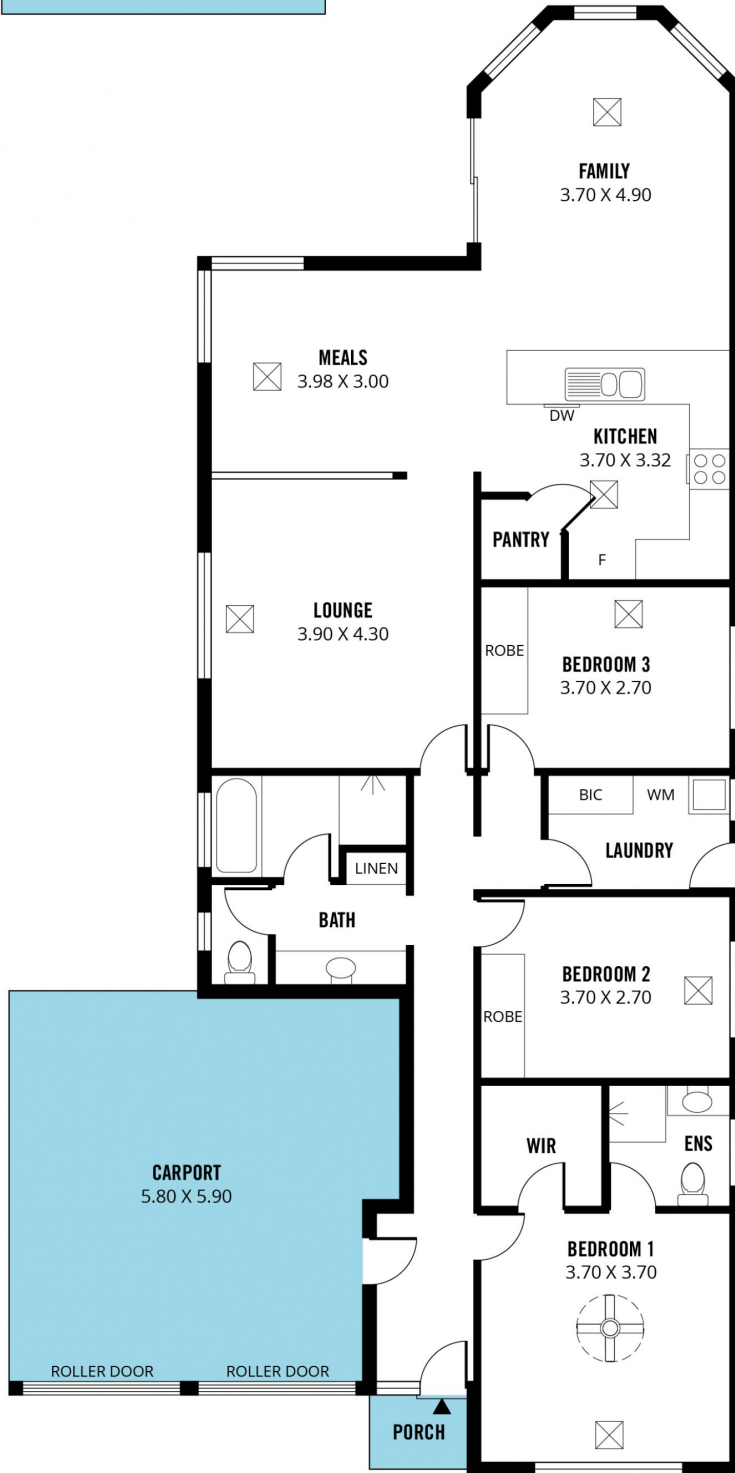 FAMILY
3.70 X 4.90
MEALS
3.98 X 3.00
DW
KITCHEN
3.70 X 3.32
PANTRY
F
LOUNGE
3.90 X 4.30
ROBE
BEDROOM 3
3.70 X 2.70
BIC
WM
LAUNDRY
LINEN
BATH
BEDROOM 2
3.70 X 2.70
ROBE
WIR
ENS
CARPORT
5.80 X 5.90
BEDROOM 1
3.70 X 3.70
ROLLER DOOR
ROLLER DOOR
PORCH